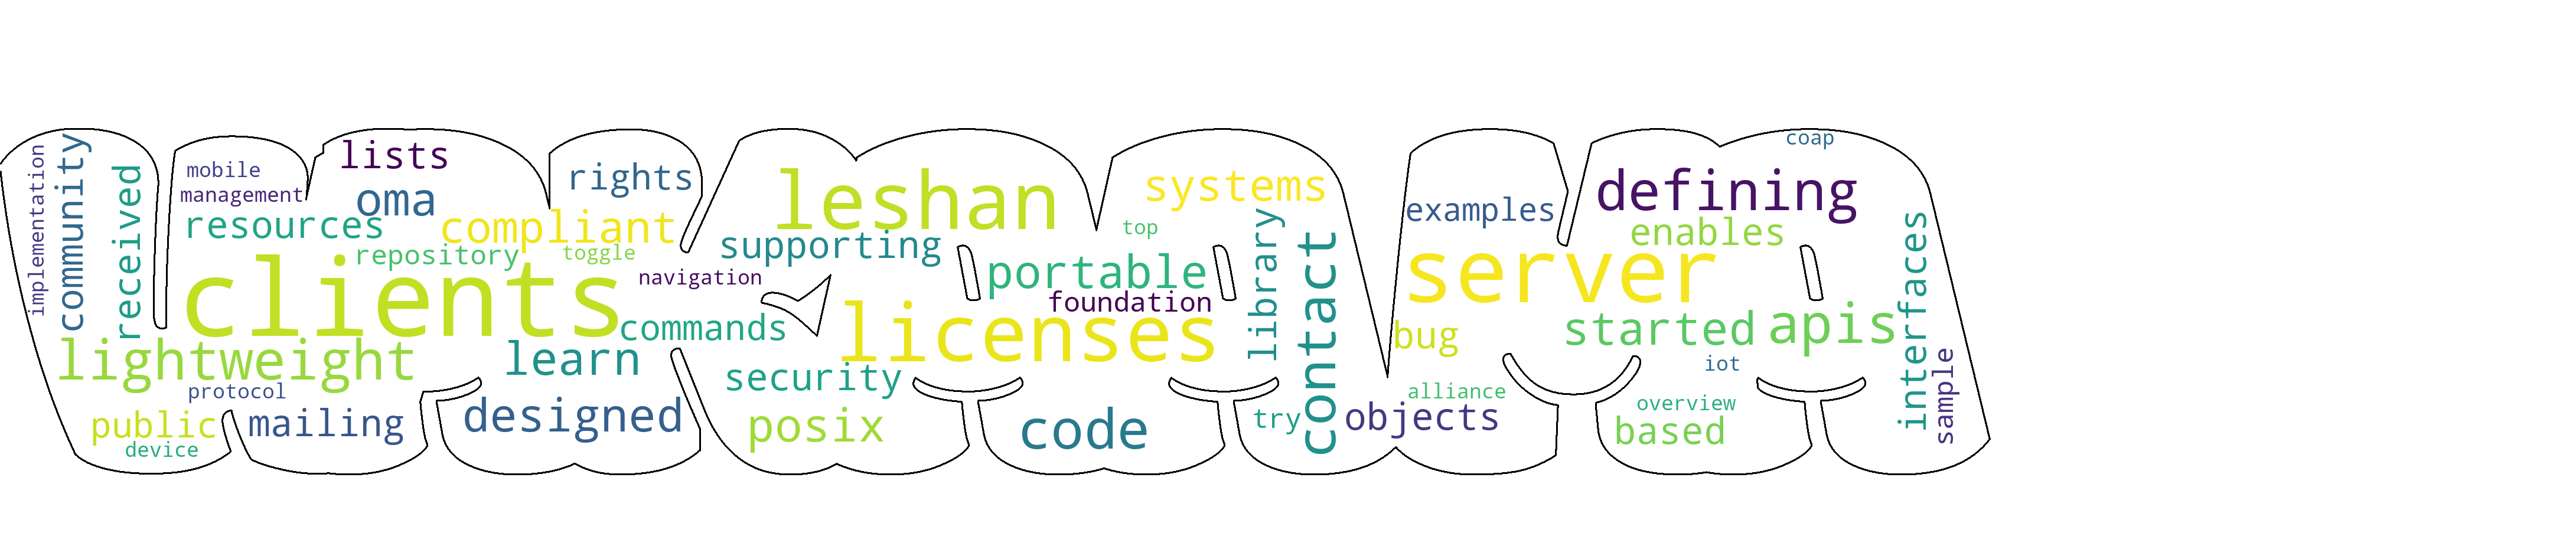 implementation
community
received
mobile
management
resources
lists
oma
compliant
rights
repository
toggle
clients
navigation
commands
lightweight
learn
protocol
public
mailing
device
designed
leshan
supporting
systems
top
portable
foundation
licenses
library
contact
security
posix
code
try
examples
defining
coap
enables
server
bug
started
apis
interfaces
iot
alliance
objects
overview
based
sample